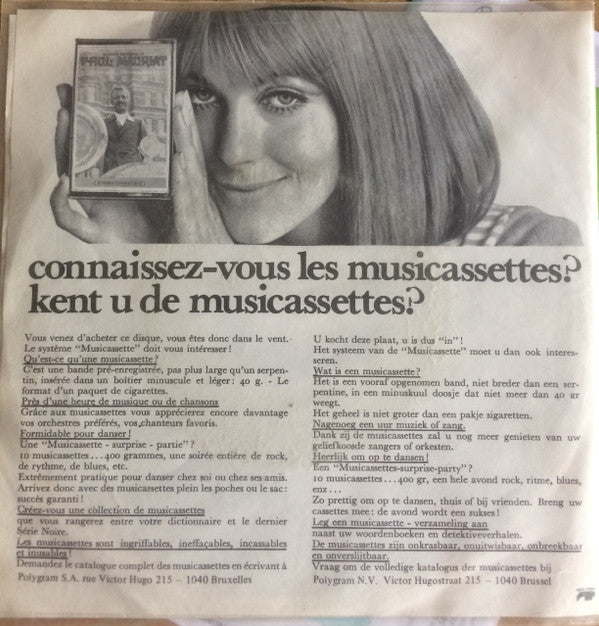 PAUL MAURIAT
connaissez-vous les musicassettes?
kent u de musicassettes?
Vous venez d'acheter ce disque, vous êtes donc dans le vent.-
Le système "Musicassette" doit vous intéresser!
Qu'est-ce qu'une musicassette?
C'est une bande pré-enregistrée, pas plus large qu'un serpen-
tin, insérée dans un boîtier minuscule et léger: 40 g. - Le
format d'un paquet de cigarettes.
Près d'une heure de musique ou de chansons
Grâce aux musicassettes vous apprécierez encore davantage
vos orchestres préférés, vos chanteurs favoris.
Formidable pour danser!
Une "Musicassette - surprise - partie"?
10 musicassettes...400 grammes, une soirée entière de rock,
de rythme, de blues, etc.
Extrêmement pratique pour danser chez soi ou chez ses amis.
Arrivez donc avec des musicassettes plein les poches ou le sac:
succès garanti!
Créez-vous une collection de musicassettes
que vous rangerez entre votre dictionnaire et le dernier
Série Noire.
Les musicassettes sont ingriffables, ineffaçables, incassables
et inusables!
Demandez le catalogue complet des musicassettes en écrivant à
Polygram S.A. rue Victor Hugo 215 - 1040 Bruxelles
U kocht deze plaat, u is dus "in"!
Het systeem van de "Musicassette" moet u dan ook interes-
seren.
Wat is een musicassette?
Het is een vooraf opgenomen band, niet breder dan een ser-
pentine, in een minuskuul doosje dat niet meer dan 40 gr
weegt.
Het geheel is niet groter dan een pakje sigaretten.
Nagenoeg een uur muziek of zang.
Dank zij de musicassettes zal u nog meer genieten van uw
geliefkoosde zangers of orkesten.
Heerlijk om op te dansen!
Een "Musicassettes-surprise-party"?
10 musicassettes...400 gr, een hele avond rock, ritme, blues,
enz...
Zo prettig om op te dansen, thuis of bij vrienden. Breng uw
cassettes mee: de avond wordt een sukses!
Leg een musicassette - verzameling aan
naast uw woordenboeken en detektieveverhalen.
De musicassettes zijn onkrasbaar, onuitwisbaar, onbreekbaar
en onverslijtbaar.
Vraag om de volledige katalogus der musicassettes bij
Polygram N.V. Victor Hugostraat 215 - 1040 Brussel